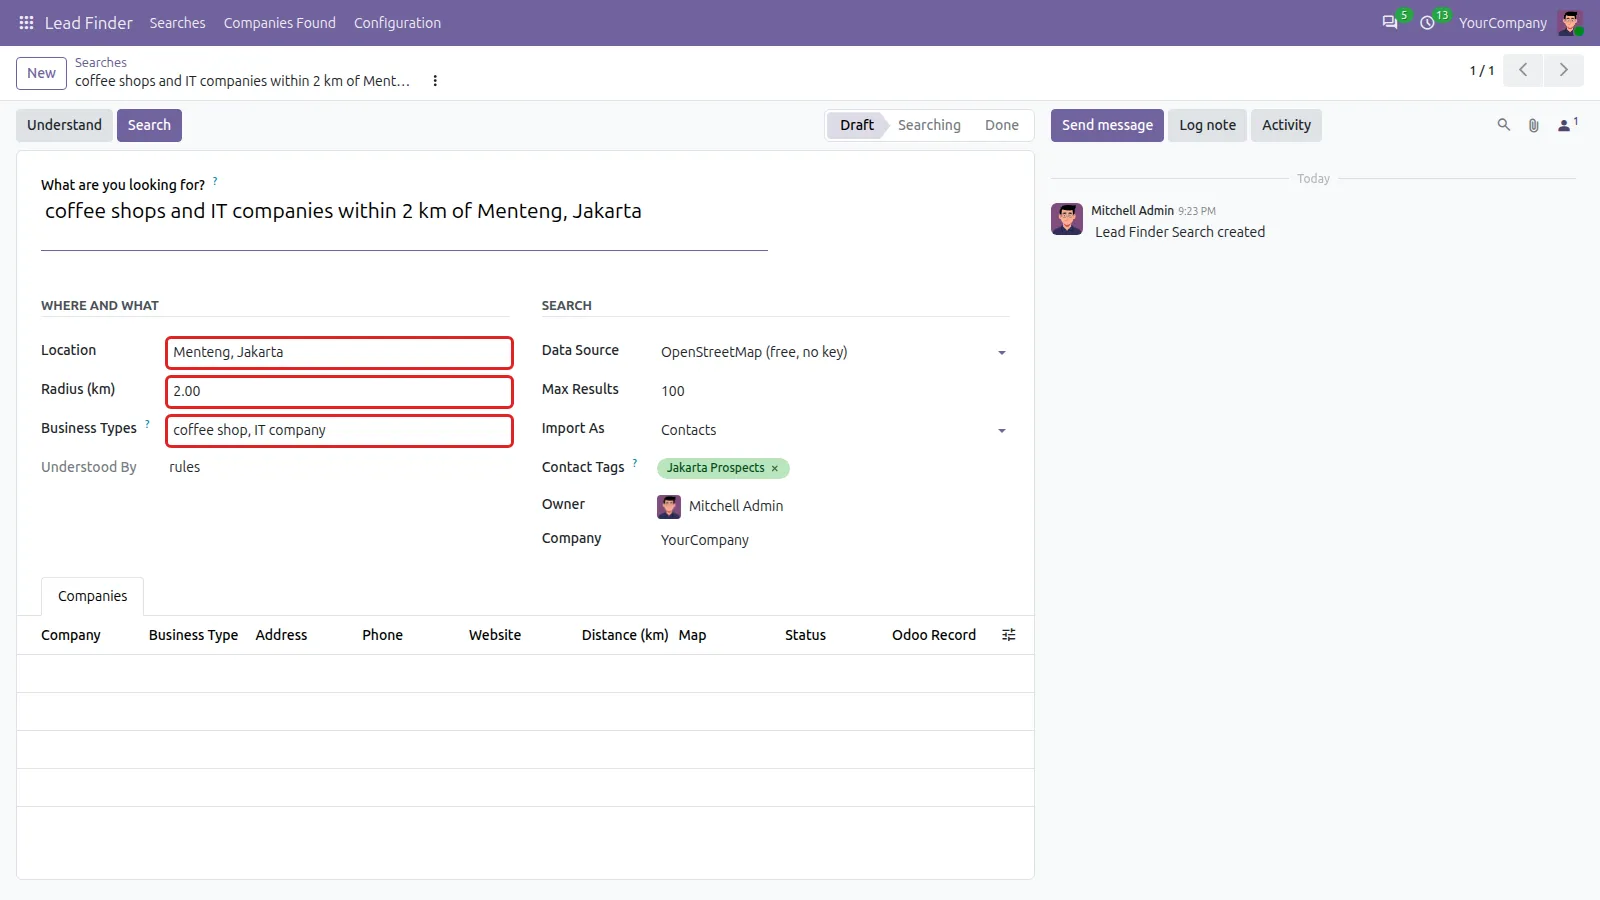 Lead Finder Searches Companies Found Configuration 5 13 YourCompany
New Searches
coffee shops and IT companies within 2 km of Ment... 1 / 1
Understand Search Draft Searching Done Send message Log note Activity 1
What are you looking for? ?
coffee shops and IT companies within 2 km of Menteng, Jakarta
Today
Mitchell Admin 9:23 PM
Lead Finder Search created
WHERE AND WHAT SEARCH
Location Menteng, Jakarta Data Source OpenStreetMap (free, no key)
Radius (km) 2.00 Max Results 100
Business Types ? coffee shop, IT company Import As Contacts
Understood By rules Contact Tags ? Jakarta Prospects ×
Owner Mitchell Admin
Company YourCompany
Companies
Company Business Type Address Phone Website Distance (km) Map Status Odoo Record